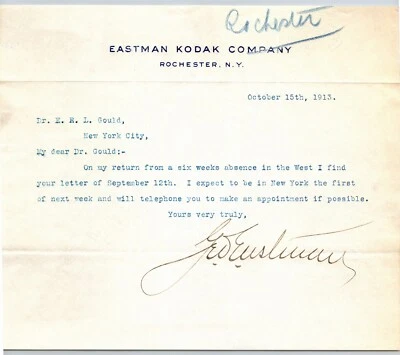 Rochester
EASTMAN KODAK COMPANY
ROCHESTER, N.Y.
October 15th, 1913.
Dr. E. R. L. Gould,
New York City,
My dear Dr. Gould:-
On my return from a six weeks absence in the West I find
your letter of September 12th. I expect to be in New York the first
of next week and will telephone you to make an appointment if possible.
Yours very truly,
Geo Eastman